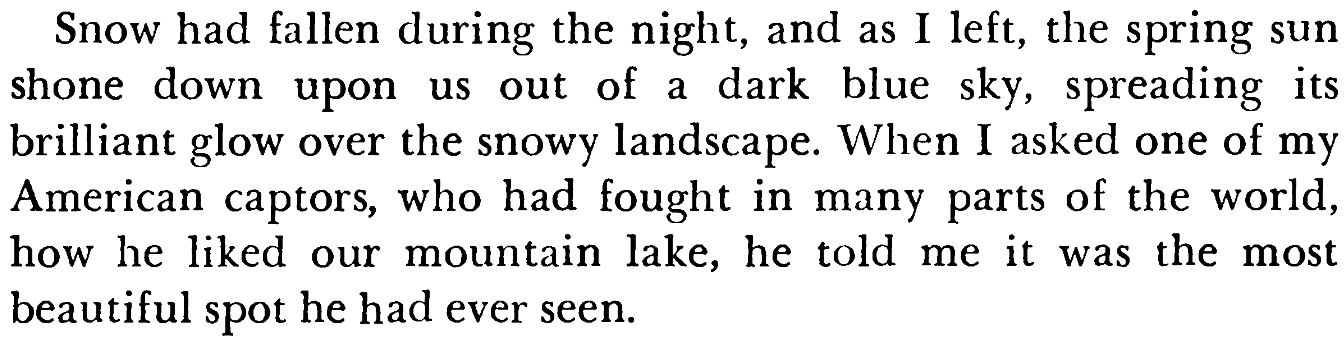 Snow had fallen during the night, and as I left, the spring sun
shone down upon us out of a dark blue sky, spreading its
brilliant glow over the snowy landscape. When I asked one of my
American captors, who had fought in many parts of the world,
how he liked our mountain lake, he told me it was the most
beautiful spot he had ever seen.